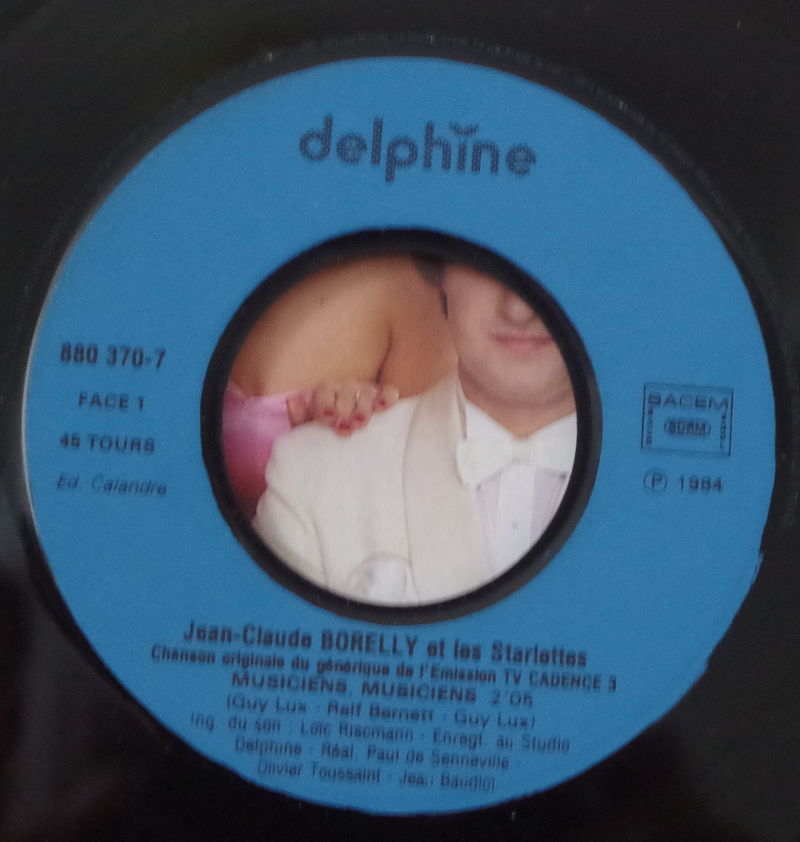 delphine
880 370-7
FACE 1
45 TOURS
Ed. Calandre
SACEM
SDRM
Ⓟ 1984
Jean-Claude BORELLY et les Starlettes
Chanson originale du générique de l'Emission TV CADENCE 3
MUSICIENS, MUSICIENS 2'05
(Guy Lux - Ralf Bernett - Guy Lux)
Ing. du son : Loïc Risemann - Enregt. au Studio
Delphine - Réal. Paul de Senneville -
Olivier Toussaint - Jean Baudlot